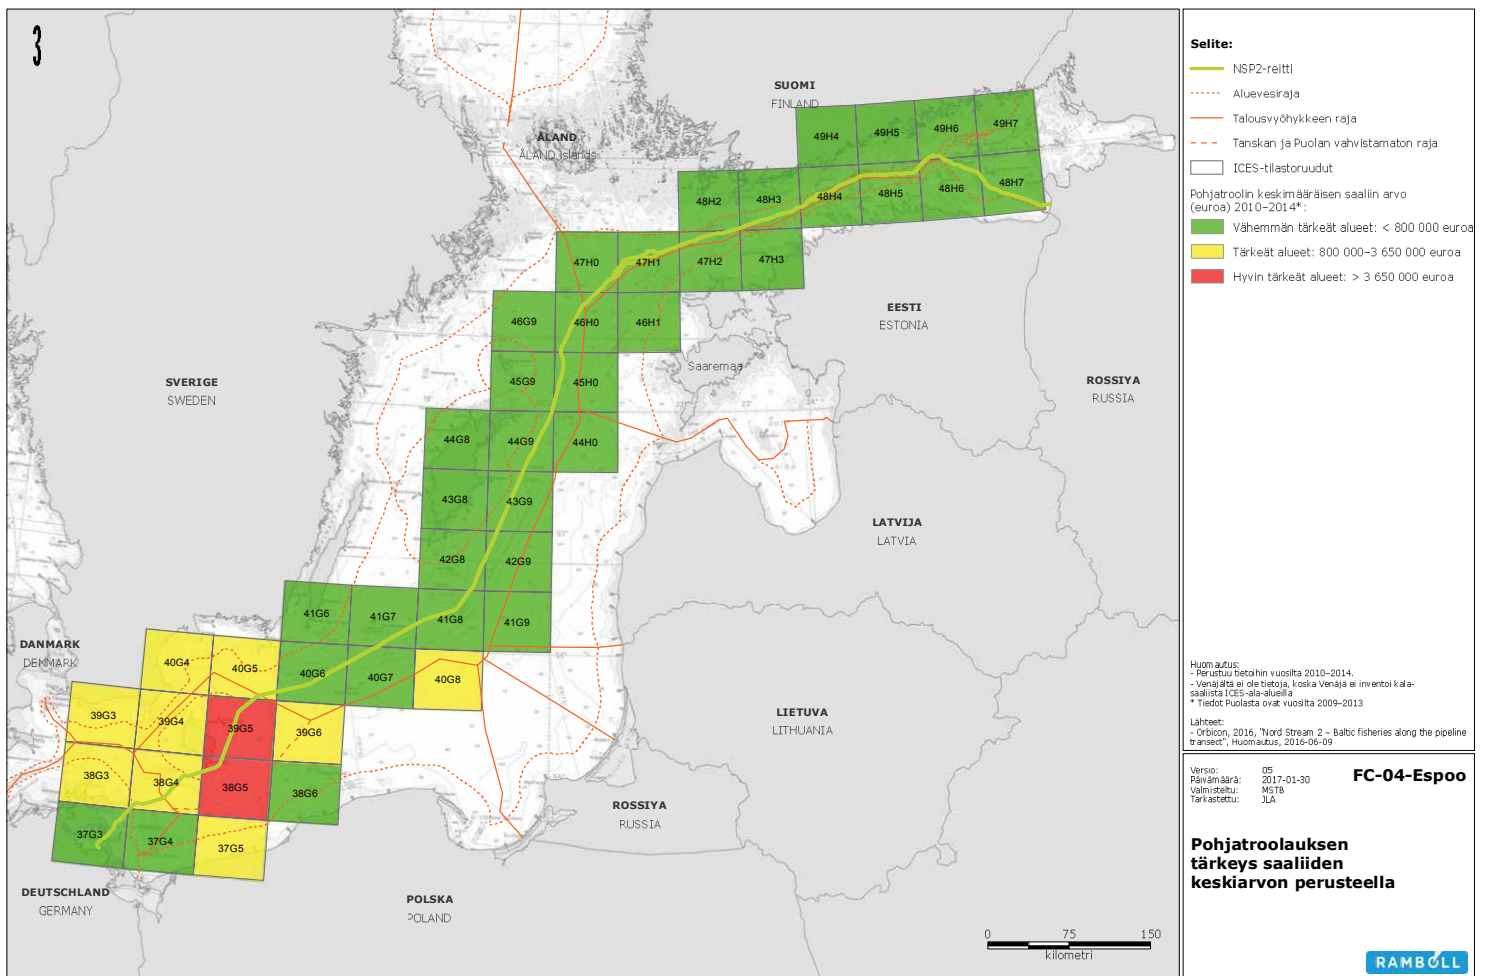 3
SUOMI
FINLAND
ÅLAND
ÅLAND islands
49H4
49H5
49H6
49H7
48H2
48H3
48H4
48H5
48H6
48H7
47H0
47H1
47H2
47H3
46G9
46H0
46H1
EESTI
ESTONIA
Saaremaa
45G9
45H0
SVERIGE
SWEDEN
ROSSIYA
RUSSIA
44G8
44G9
44H0
43G8
43G9
LATVIJA
LATVIA
42G8
42G9
41G6
41G7
41G8
41G9
DANMARK
DENMARK
40G4
40G5
40G6
40G7
40G8
39G3
39G4
39G5
39G6
LIETUVA
LITHUANIA
38G3
38G4
38G5
38G6
ROSSIYA
RUSSIA
37G3
37G4
37G5
DEUTSCHLAND
GERMANY
POLSKA
POLAND
0 75 150
kilometri
Selite:
NSP2-reitti
Aluevesiraja
Talousvyöhykkeen raja
Tanskan ja Puolan vahvistamaton raja
ICES-tilastoruudut
Pohjatroolin keskimääräisen saaliin arvo
(euroa) 2010–2014*:
Vähemmän tärkeät alueet: < 800 000 euroa
Tärkeät alueet: 800 000–3 650 000 euroa
Hyvin tärkeät alueet: > 3 650 000 euroa
Huomautus:
- Perustuu tietoihin vuosilta 2010–2014.
- Venäjältä ei ole tietoja, koska Venäjä ei inventoi kala-
saaliista ICES-ala-alueilla
* Tiedot Puolasta ovat vuosilta 2009–2013
Lähteet:
- Orbicon, 2016, "Nord Stream 2 – Baltic fisheries along the pipeline
transect", Huomautus, 2016-06-09
Versio: 05
Päivämäärä: 2017-01-30
Valmisteltu: MSTB
Tarkastettu: JLA
FC-04-Espoo
Pohjatroolauksen
tärkeys saaliiden
keskiarvon perusteella
RAMBOLL